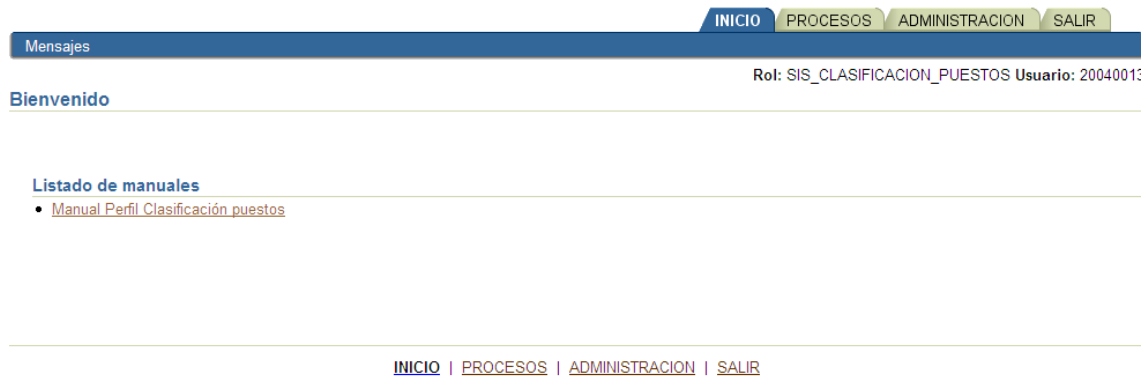 INICIO PROCESOS ADMINISTRACION SALIR
Mensajes
Rol: SIS_CLASIFICACION_PUESTOS Usuario: 20040013
Bienvenido
Listado de manuales
• Manual Perfil Clasificación puestos
INICIO | PROCESOS | ADMINISTRACION | SALIR